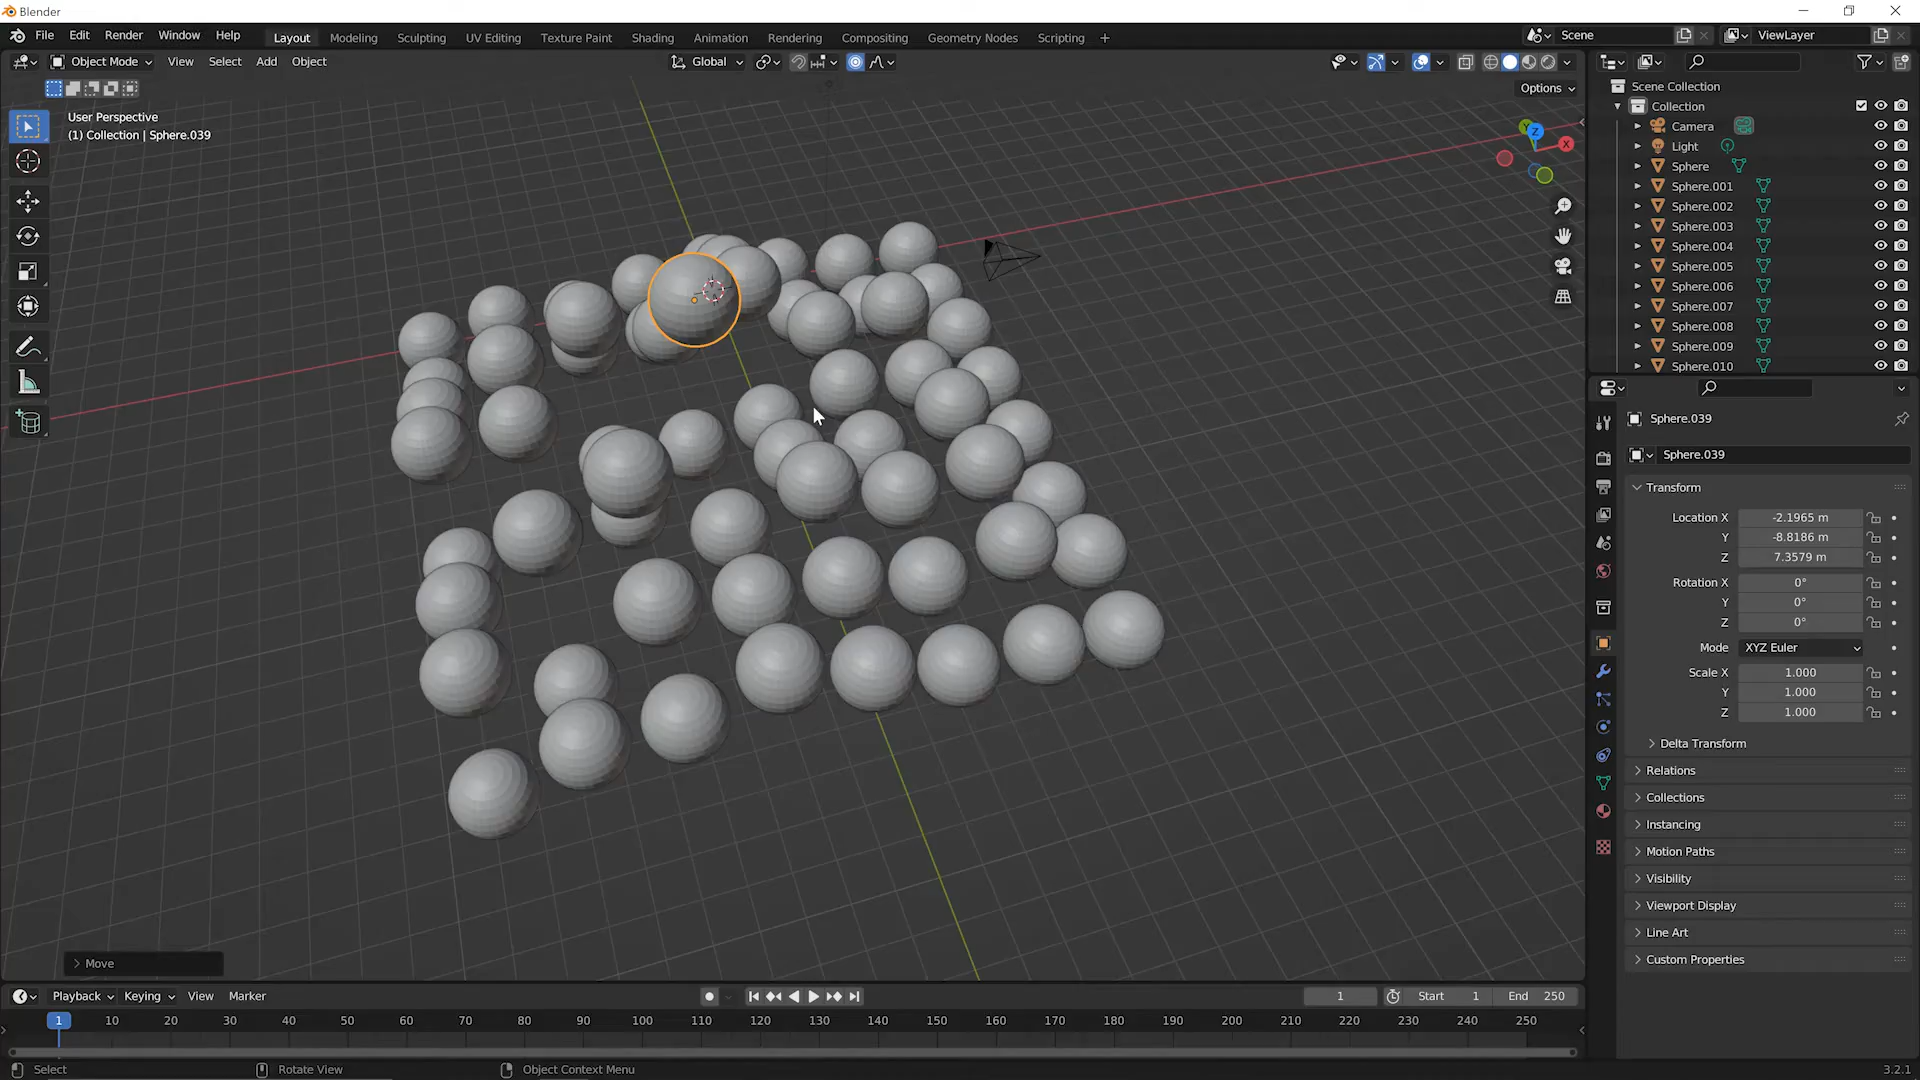 Blender
File Edit Render Window Help
Layout Modeling Sculpting UV Editing Texture Paint Shading Animation Rendering Compositing Geometry Nodes Scripting +
Scene
ViewLayer
Object Mode View Select Add Object
Global
Options
User Perspective
(1) Collection | Sphere.039
Z
X
Y
Move
Scene Collection
Collection
Camera
Light
Sphere
Sphere.001
Sphere.002
Sphere.003
Sphere.004
Sphere.005
Sphere.006
Sphere.007
Sphere.008
Sphere.009
Sphere.010
Sphere.039
Sphere.039
Transform
Location X -2.1965 m
Y -8.8186 m
Z 7.3579 m
Rotation X 0°
Y 0°
Z 0°
Mode XYZ Euler
Scale X 1.000
Y 1.000
Z 1.000
Delta Transform
Relations
Collections
Instancing
Motion Paths
Visibility
Viewport Display
Line Art
Custom Properties
Playback Keying View Marker
1 Start 1 End 250
1 10 20 30 40 50 60 70 80 90 100 110 120 130 140 150 160 170 180 190 200 210 220 230 240 250
Select Rotate View Object Context Menu 3.2.1